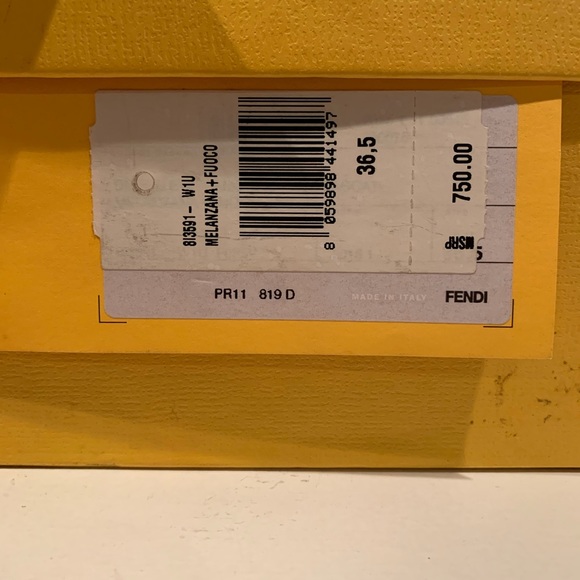 8I3591- W1U
MELANZANA+FUOCO
8 059898 441497
36,5
MSRP 750.00
PR11 819 D
MADE IN ITALY
FENDI